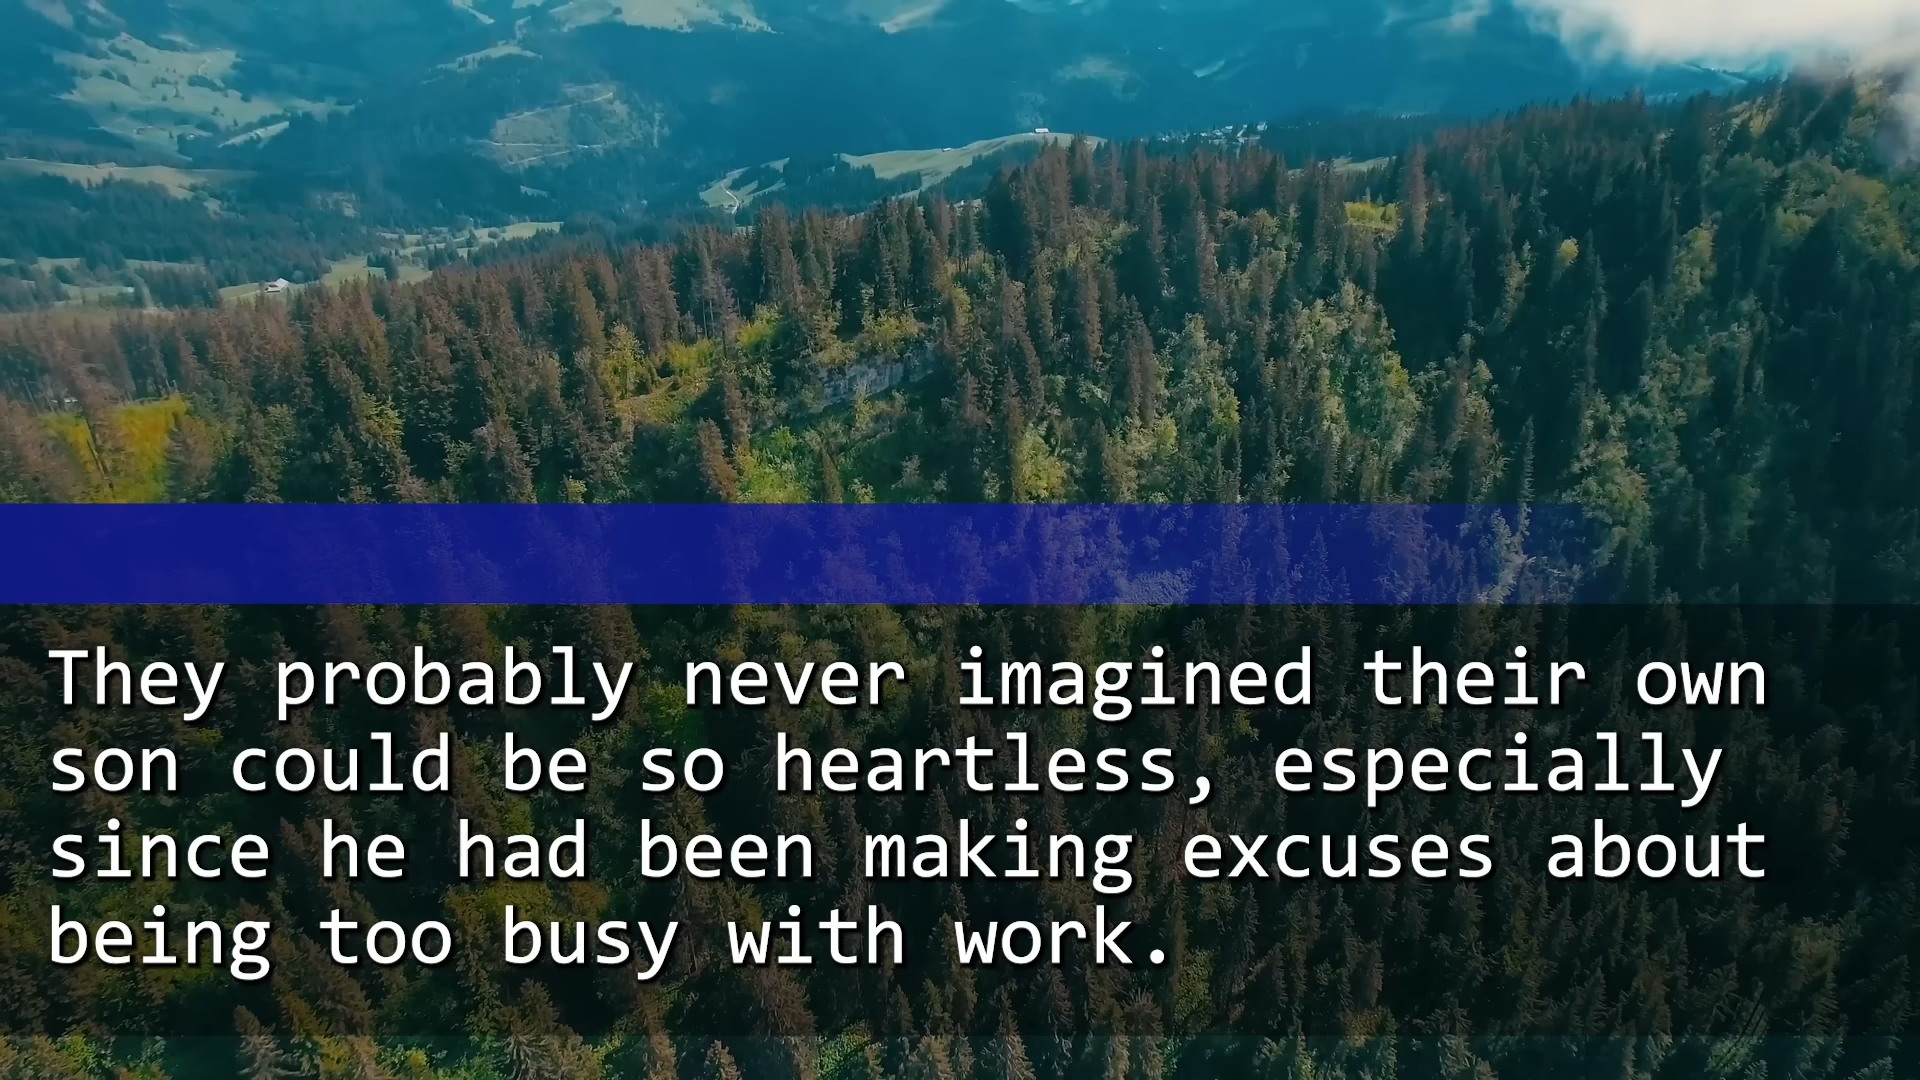 They probably never imagined their own
son could be so heartless, especially
since he had been making excuses about
being too busy with work.